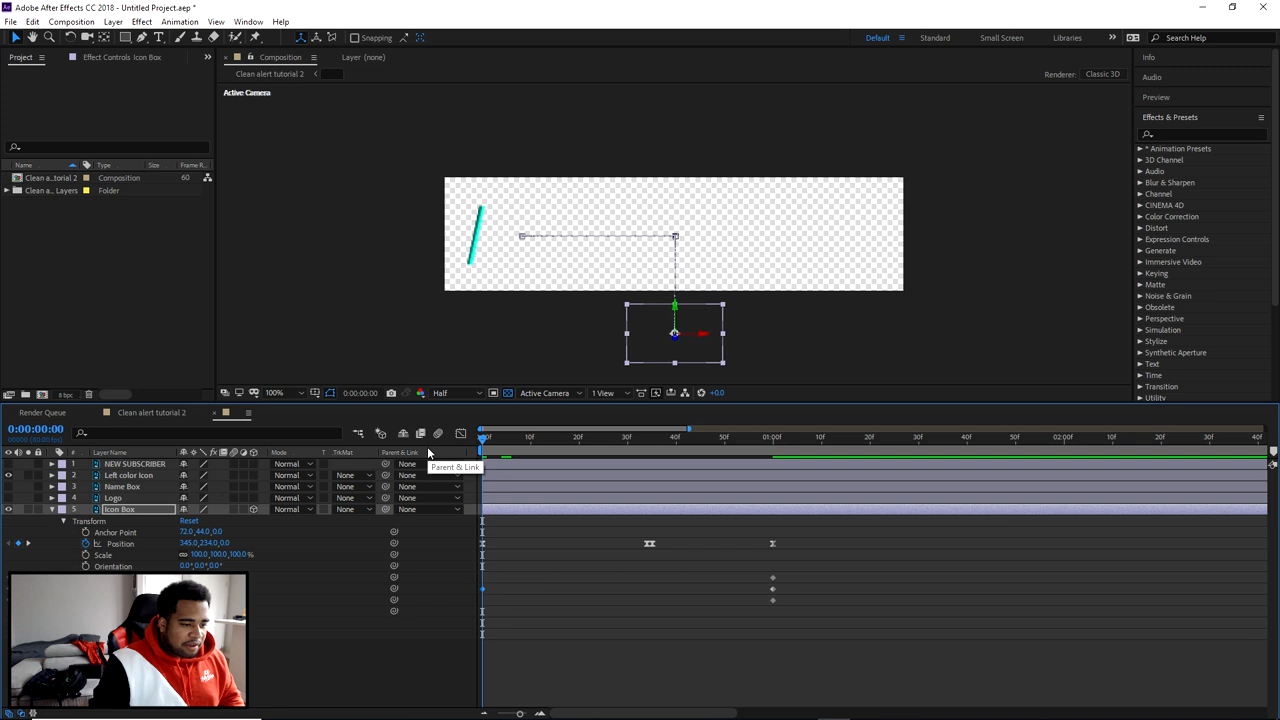 Adobe After Effects CC 2018 - Untitled Project.aep *
File Edit Composition Layer Effect Animation View Window Help
Snapping
Default Standard Small Screen Libraries Search Help
Project Effect Controls Icon Box
Composition Layer (none)
Clean alert tutorial 2
Renderer: Classic 3D
Active Camera
Name Type Size Frame R...
Clean a...torial 2 Composition 60
Clean a.. Layers Folder
Info
Audio
Preview
Effects & Presets
* Animation Presets
3D Channel
Audio
Blur & Sharpen
Channel
CINEMA 4D
Color Correction
Distort
Expression Controls
Generate
Immersive Video
Keying
Matte
Noise & Grain
Obsolete
Perspective
Simulation
Stylize
Synthetic Aperture
Text
Time
Transition
Utility
8 bpc
100% 0:00:00:00 Half Active Camera 1 View +0.0
Render Queue Clean alert tutorial 2
0:00:00:00
00000 (60.00 fps)
10f 20f 30f 40f 50f 01:00f 10f 20f 30f 40f
# Layer Name Mode T .TrkMat Parent & Link
1 NEW SUBSCRIBER Normal None
Parent & Link
2 Left color Icon Normal None None
3 Name Box Normal None None
4 Logo Normal None None
5 Icon Box Normal None None
Transform Reset
Anchor Point 72.0,44.0,0.0
Position 345.0,234.0,0.0
Scale 100.0,100.0,100.0%
Orientation 0.0°,0.0°,0.0°